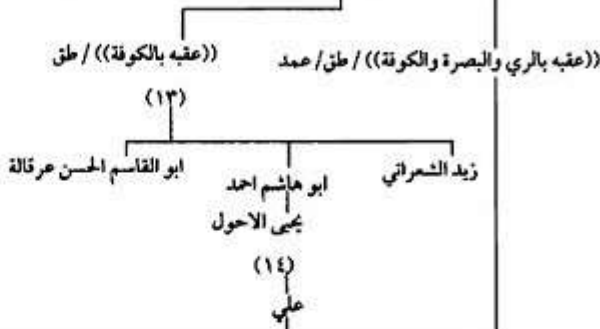 ((عقبه بالري والبصرة والكوفة)) / طق / عمد
((عقبه بالكوفة)) / طق
(١٣)
زيد الشعراني
ابو هاشم احمد
ابو القاسم الحسن عرقالة
يحيى الاحول
(١٤)
علي